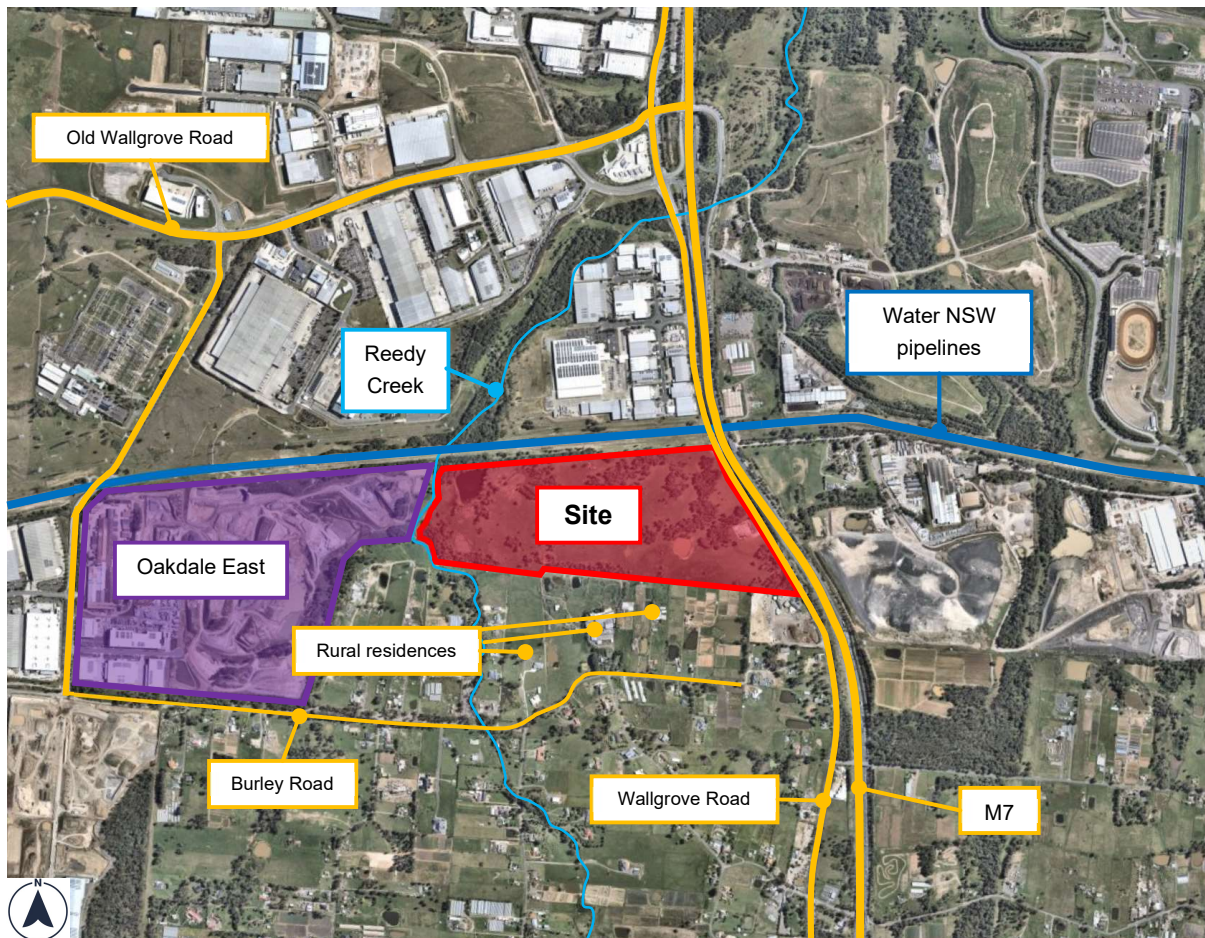 Old Wallgrove Road
Water NSW
pipelines
Reedy
Creek
Site
Oakdale East
Rural residences
Burley Road
Wallgrove Road
M7
N